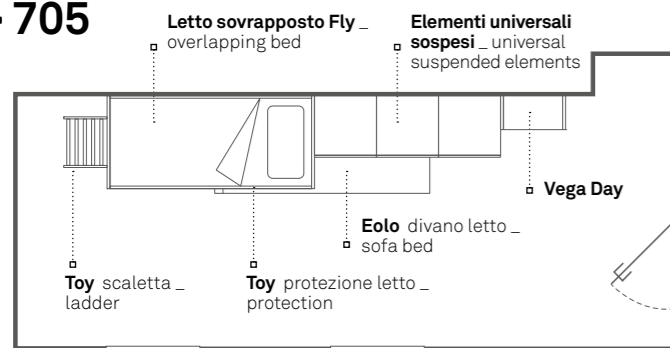 705
Letto sovrapposto Fly _
overlapping bed
Elementi universali
sospesi _ universal
suspended elements
Vega Day
Eolo divano letto _
sofa bed
Toy scaletta _
ladder
Toy protezione letto _
protection